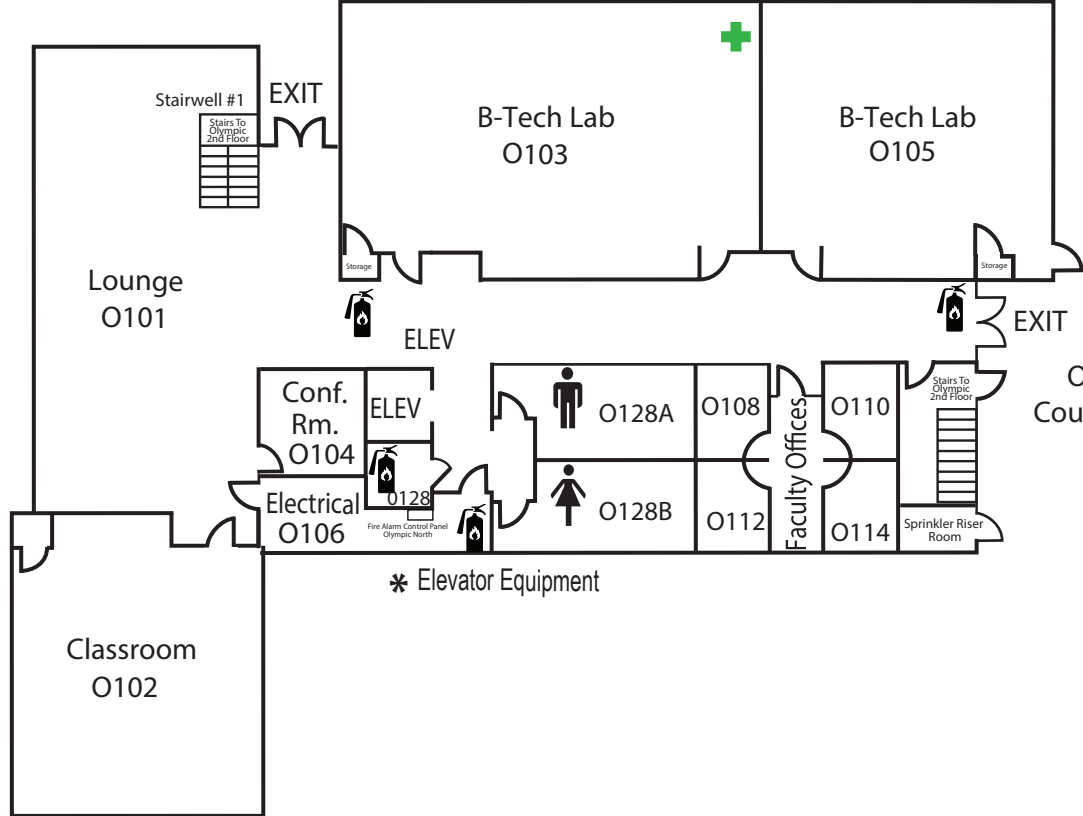 Stairwell #1
EXIT
Stairs To
Olympic
2nd Floor
B-Tech Lab
O103
B-Tech Lab
O105
Storage
Storage
Lounge
O101
ELEV
EXIT
O
Cou
Conf.
Rm.
O104
ELEV
O128A
O108
Faculty Offices
O110
Stairs To
Olympic
2nd Floor
Electrical
O106
0128
Fire Alarm Control Panel
Olympic North
O128B
O112
O114
Sprinkler Riser
Room
* Elevator Equipment
Classroom
O102